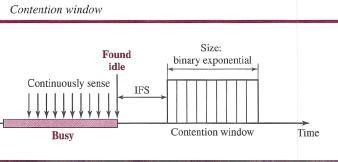 Contention window
Found
idle
Size:
binary exponential
Continuously sense
IFS
Busy
Contention window
Time